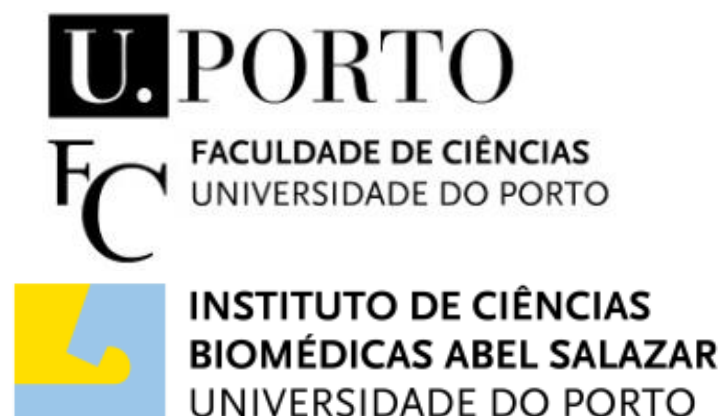 U. PORTO
FC
FACULDADE DE CIÊNCIAS
UNIVERSIDADE DO PORTO
INSTITUTO DE CIÊNCIAS
BIOMÉDICAS ABEL SALAZAR
UNIVERSIDADE DO PORTO